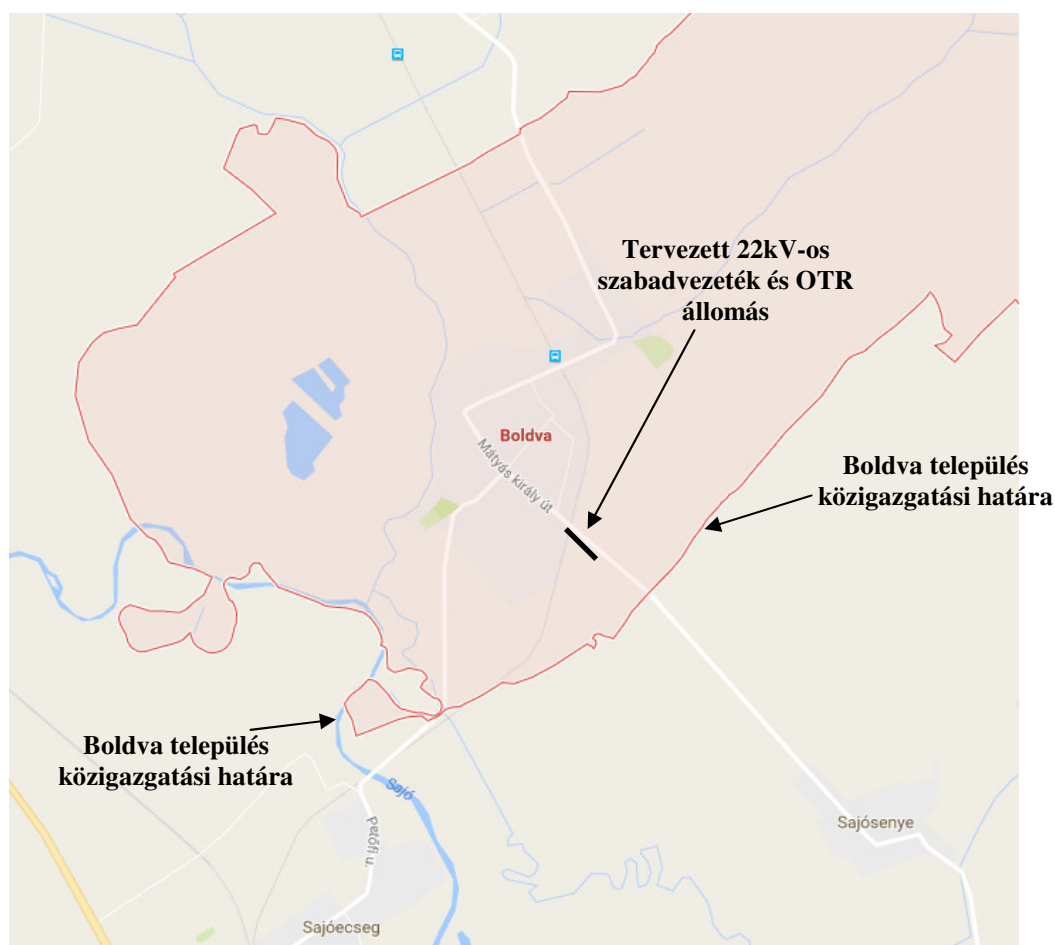 Tervezett 22kV-os
szabadvezeték és OTR
állomás
Boldva
Mátyás király út
Boldva település
közigazgatási határa
Boldva település
közigazgatási határa
Sajó
Petőfi u.
Sajósenye
Sajóecseg